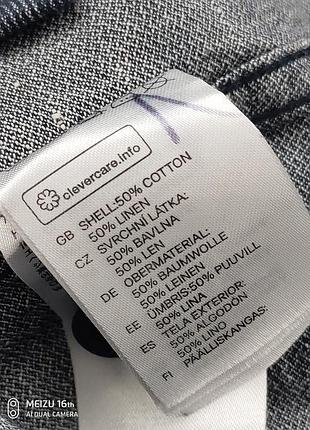 clevercare.info
GB SHELL:50% COTTON
50% LINEN
CZ SVRCHNÍ LÁTKA:
50% BAVLNA
50% LEN
DE OBERMATERIAL:
50% BAUMWOLLE
50% LEINEN
EE ÜMBRIS:50% PUUVILL
50% LINA
ES TELA EXTERIOR:
50% ALGODÓN
50% LINO
FI PÄÄLLIKANGAS:
MEIZU 16th
AI DUAL CAMERA